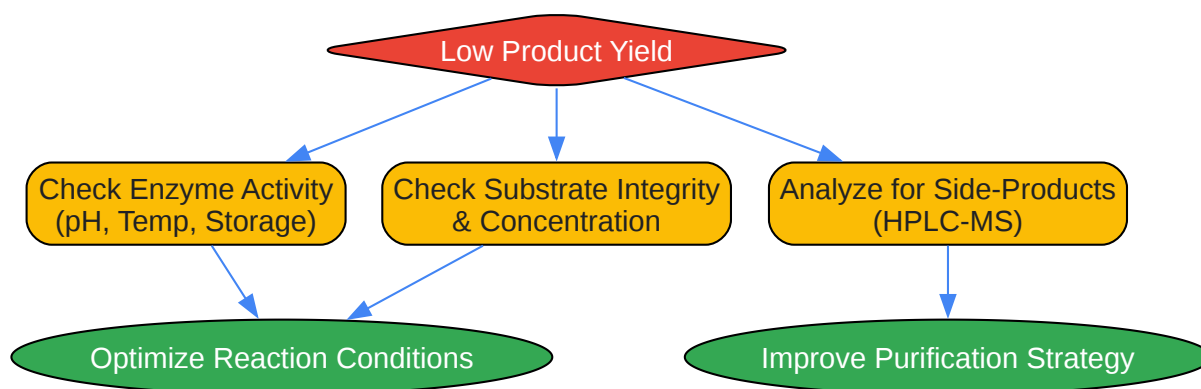 Low Product Yield
Check Enzyme Activity
(pH, Temp, Storage)
Check Substrate Integrity
& Concentration
Analyze for Side-Products
(HPLC-MS)
Optimize Reaction Conditions
Improve Purification Strategy